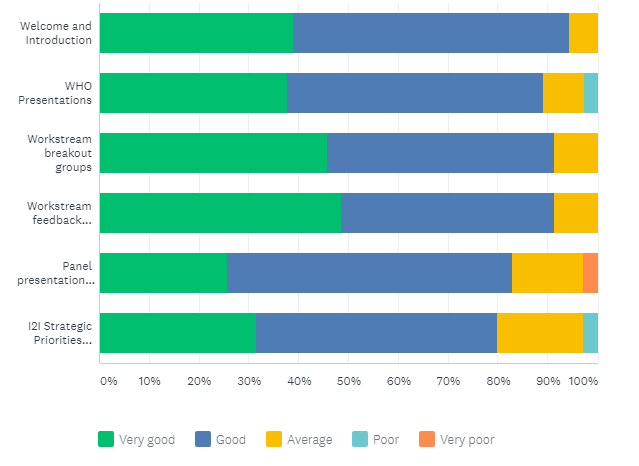 Welcome and
Introduction
WHO
Presentations
Workstream
breakout
groups
Workstream
feedback...
Panel
presentation...
I2I Strategic
Priorities...
0% 10% 20% 30% 40% 50% 60% 70% 80% 90% 100%
Very good Good Average Poor Very poor